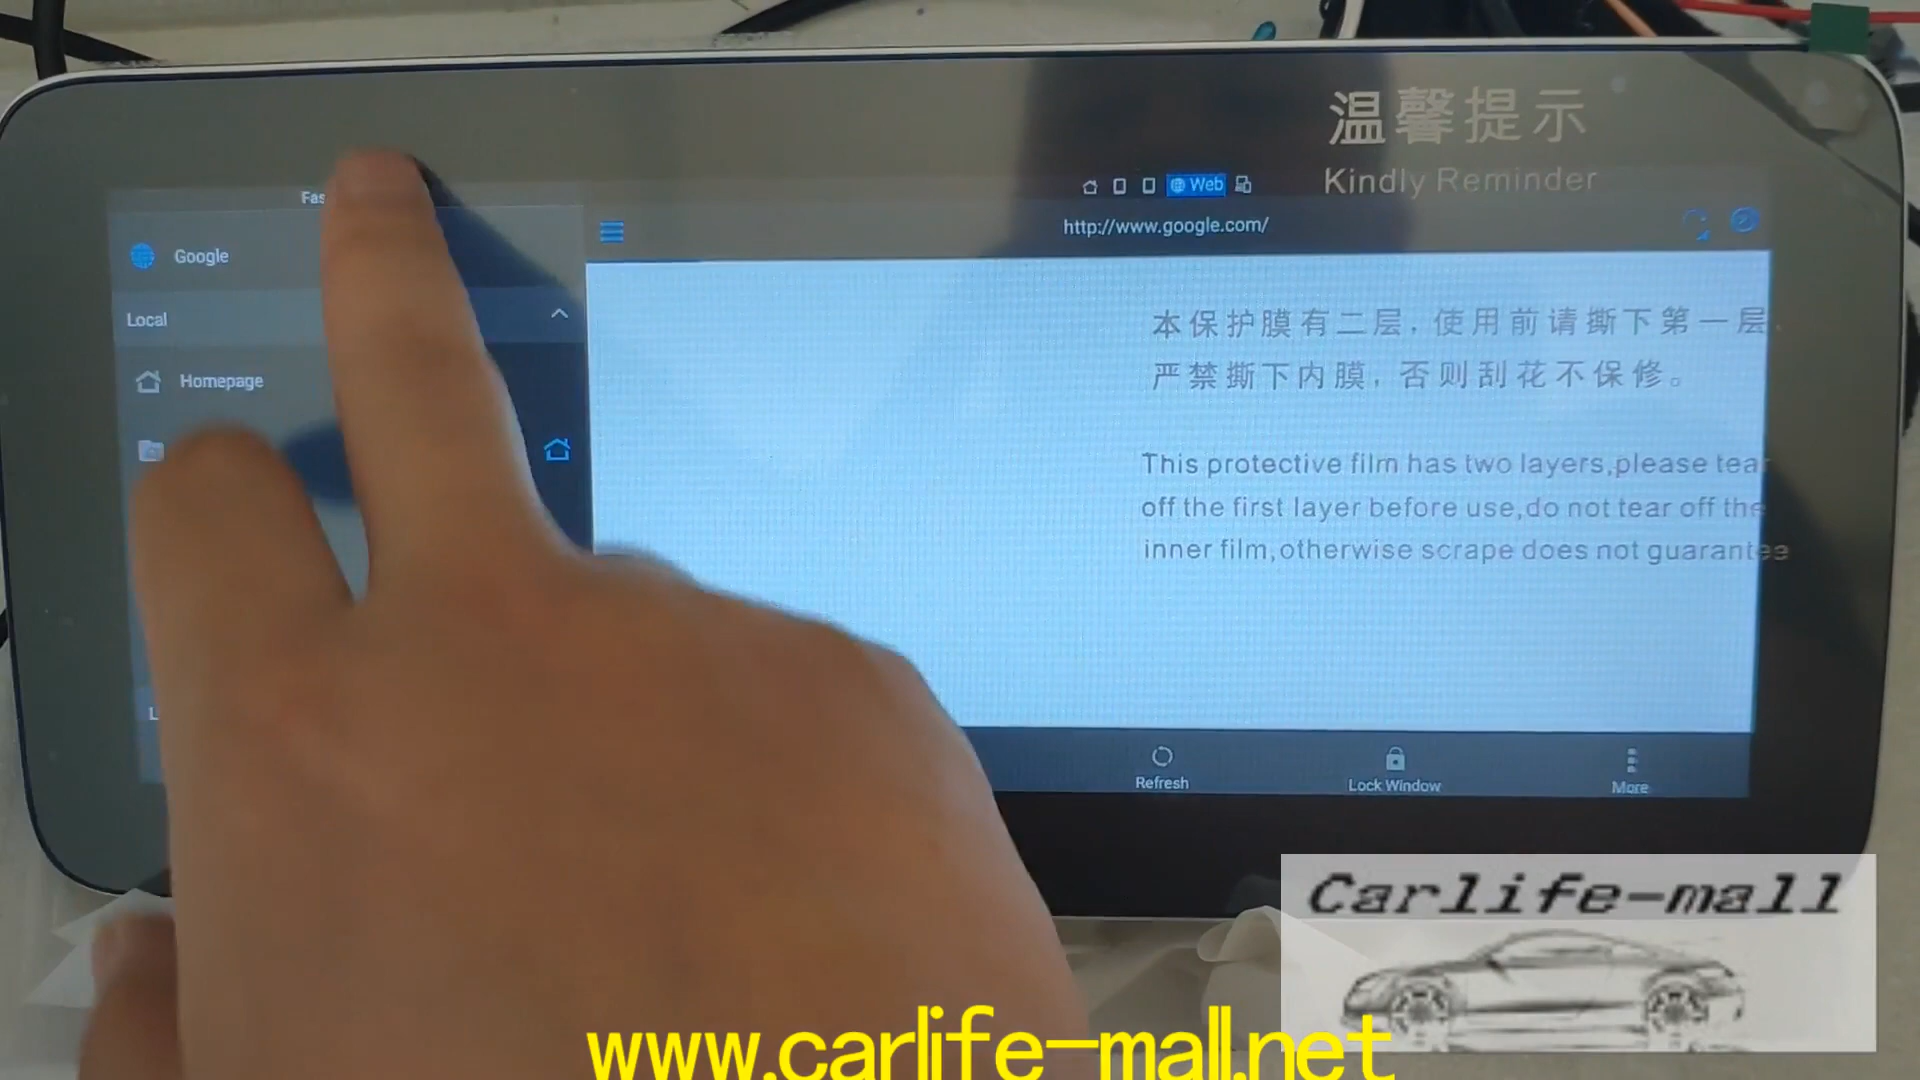 温馨提示
Kindly Reminder
Web
http://www.google.com/
Google
Local
Homepage
本保护膜有二层,使用前请撕下第一层
严禁撕下内膜,否则刮花不保修。
This protective film has two layers,please tear
off the first layer before use,do not tear off the
inner film,otherwise scrape does not guarantee
Refresh
Lock Window
More
Carlife-mall
www.carlife-mall.net